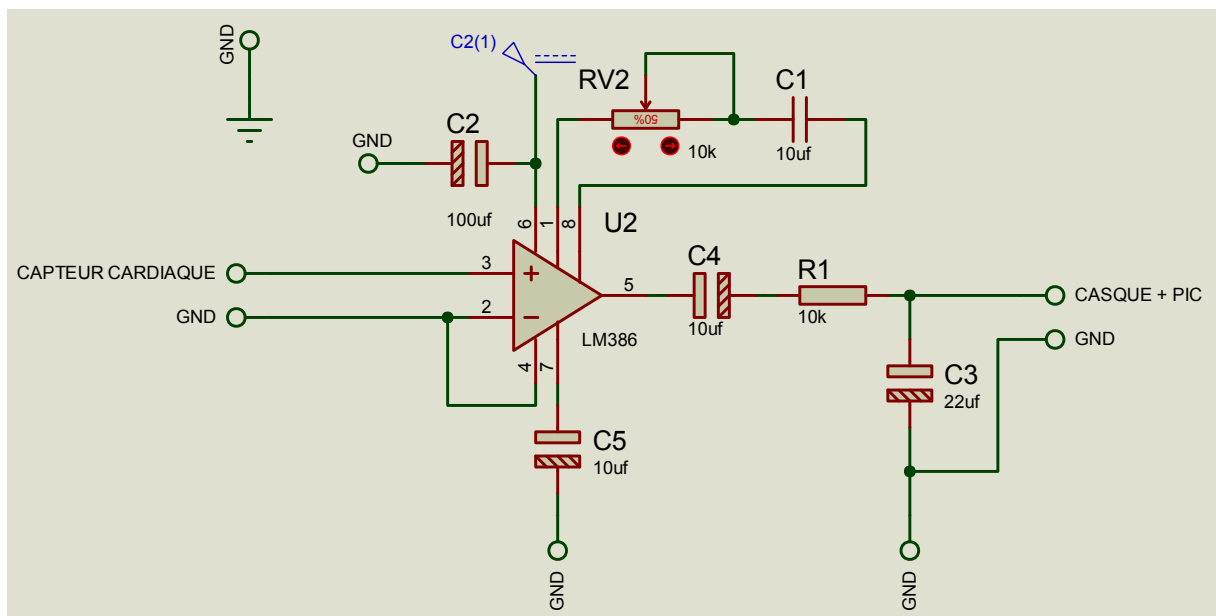 GND
C2(1)
RV2
50%
10k
C1
10uf
GND
C2
100uf
6
1
8
U2
CAPTEUR CARDIAQUE
3
+
GND
2
−
4
7
5
LM386
C4
10uf
R1
10k
CASQUE + PIC
GND
C3
22uf
C5
10uf
GND
GND